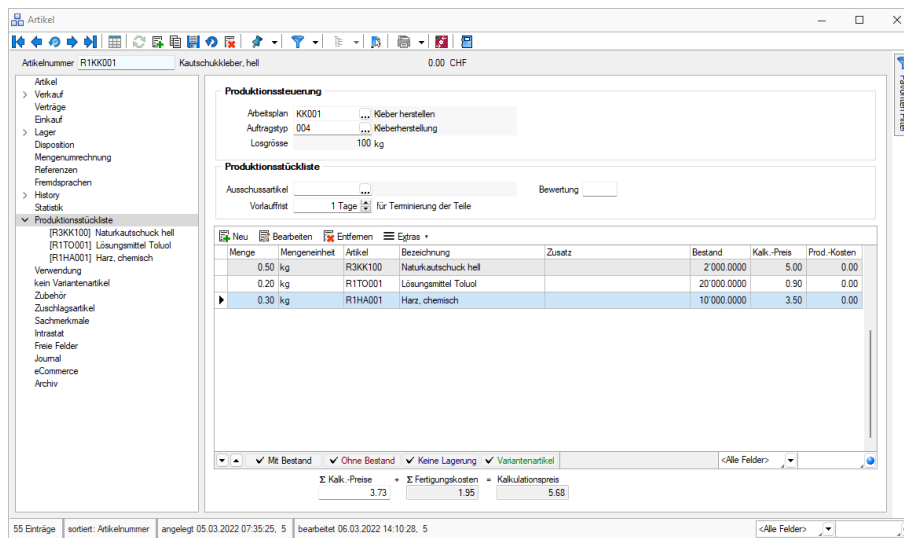 Artikel
Artikelnummer R1KK001 Kautschukkleber, hell 0.00 CHF
Favoriten Filter
Artikel
Verkauf
Verträge
Einkauf
Lager
Disposition
Mengenumrechnung
Referenzen
Fremdsprachen
History
Statistik
Produktionsstückliste
[R3KK100] Naturkautschuck hell
[R1TO001] Lösungsmittel Toluol
[R1HA001] Harz, chemisch
Verwendung
kein Variantenartikel
Zubehör
Zuschlagsartikel
Sachmerkmale
Intrastat
Freie Felder
Journal
eCommerce
Archiv
Produktionssteuerung
Arbeitsplan KK001 ... Kleber herstellen
Auftragstyp 004 ... Kleberherstellung
Losgrösse 100 kg
Produktionsstückliste
Ausschussartikel ... Bewertung
Vorlauffrist 1 Tage für Terminierung der Teile
Neu Bearbeiten Entfernen Extras
Menge Mengeneinheit Artikel Bezeichnung Zusatz Bestand Kalk.-Preis Prod.-Kosten
0.50 kg R3KK100 Naturkautschuck hell 2'000.0000 5.00 0.00
0.20 kg R1TO001 Lösungsmittel Toluol 20'000.0000 0.90 0.00
0.30 kg R1HA001 Harz, chemisch 10'000.0000 3.50 0.00
Mit Bestand Ohne Bestand Keine Lagerung Variantenartikel <Alle Felder>
Σ Kalk.-Preise + Σ Fertigungskosten = Kalkulationspreis
3.73 1.95 5.68
55 Einträge sortiert: Artikelnummer angelegt 05.03.2022 07:35:25, 5 bearbeitet 06.03.2022 14:10:28, 5 <Alle Felder>